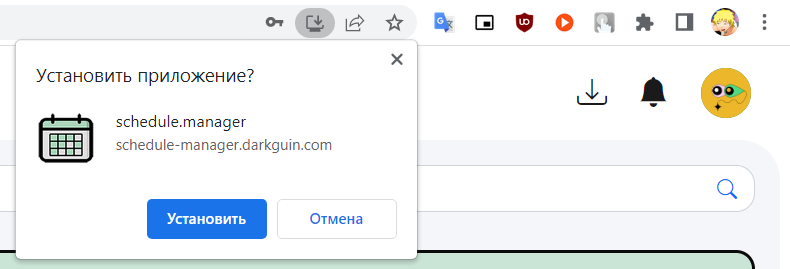 Установить приложение?
schedule.manager
schedule-manager.darkguin.com
Установить
Отмена